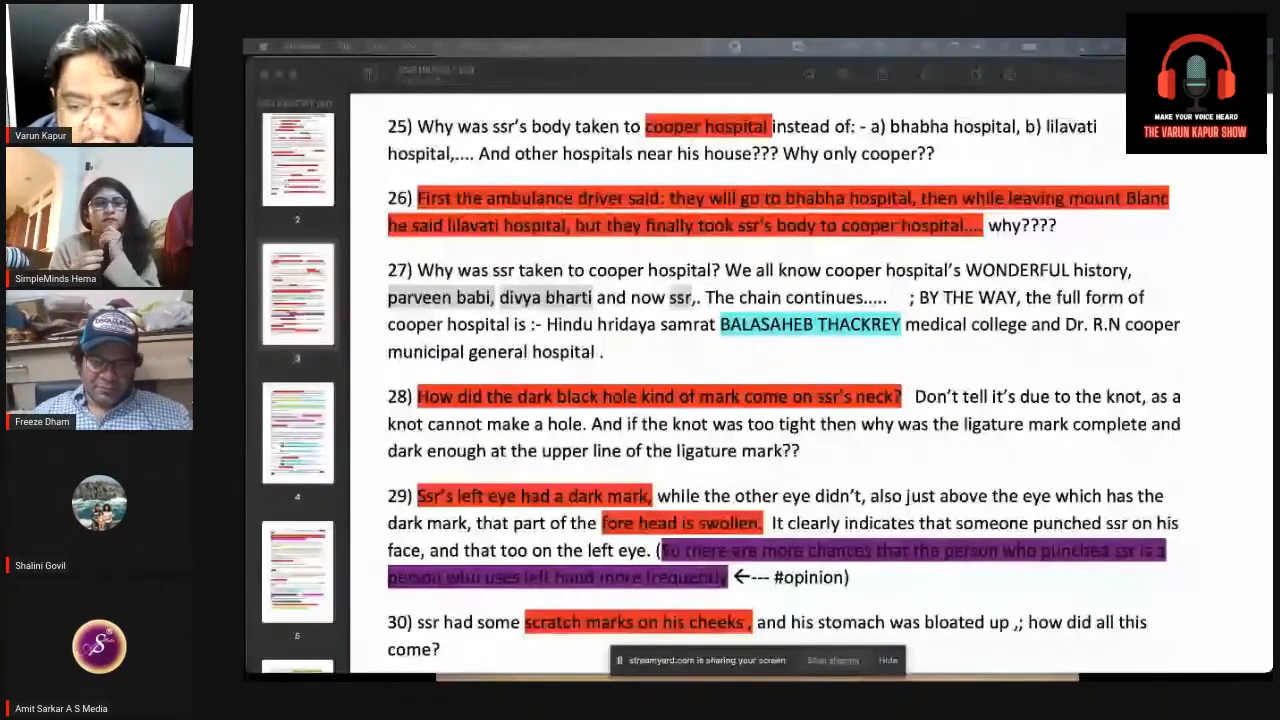 Varun Kapur
SimpleMinds Hema
Freeze Dham
Shalini Govil
Amit Sarkar A S Media
MAKE YOUR VOICE HEARD
THE VARUN KAPUR SHOW
2
3
4
5
25) Why was ssr's body taken to cooper hospital instead of: - a) bhabha hospital, b) lilavati
hospital,.... And other hospitals near his house??? Why only cooper??
26) First the ambulance driver said: they will go to bhabha hospital, then while leaving mount Blanc
he said lilavati hospital, but they finally took ssr's body to cooper hospital.... why????
27) Why was ssr taken to cooper hospital? We all know cooper hospital's WONDERFUL history,
parveen babi, divya bharti and now ssr,. The chain continues..... ; BY THE WAY, the full form of
cooper hospital is :- Hindu hridaya samrat BALASAHEB THACKREY medical college and Dr. R.N cooper
municipal general hospital .
28) How did the dark black hole kind of mark come on ssr's neck? Don't tell it's due to the knot, as a
knot cannot make a hole. And if the knot was too tight then why was the ligature mark complete and
dark enough at the upper line of the ligature mark??
29) Ssr's left eye had a dark mark, while the other eye didn't, also just above the eye which has the
dark mark, that part of the fore head is swollen. It clearly indicates that someone punched ssr on his
face, and that too on the left eye. (So there are more chances that the person who punched ssr is a
person who uses left hand more frequently ←--- #opinion)
30) ssr had some scratch marks on his cheeks , and his stomach was bloated up ,; how did all this
come?
streamyard.com is sharing your screen Stop sharing Hide